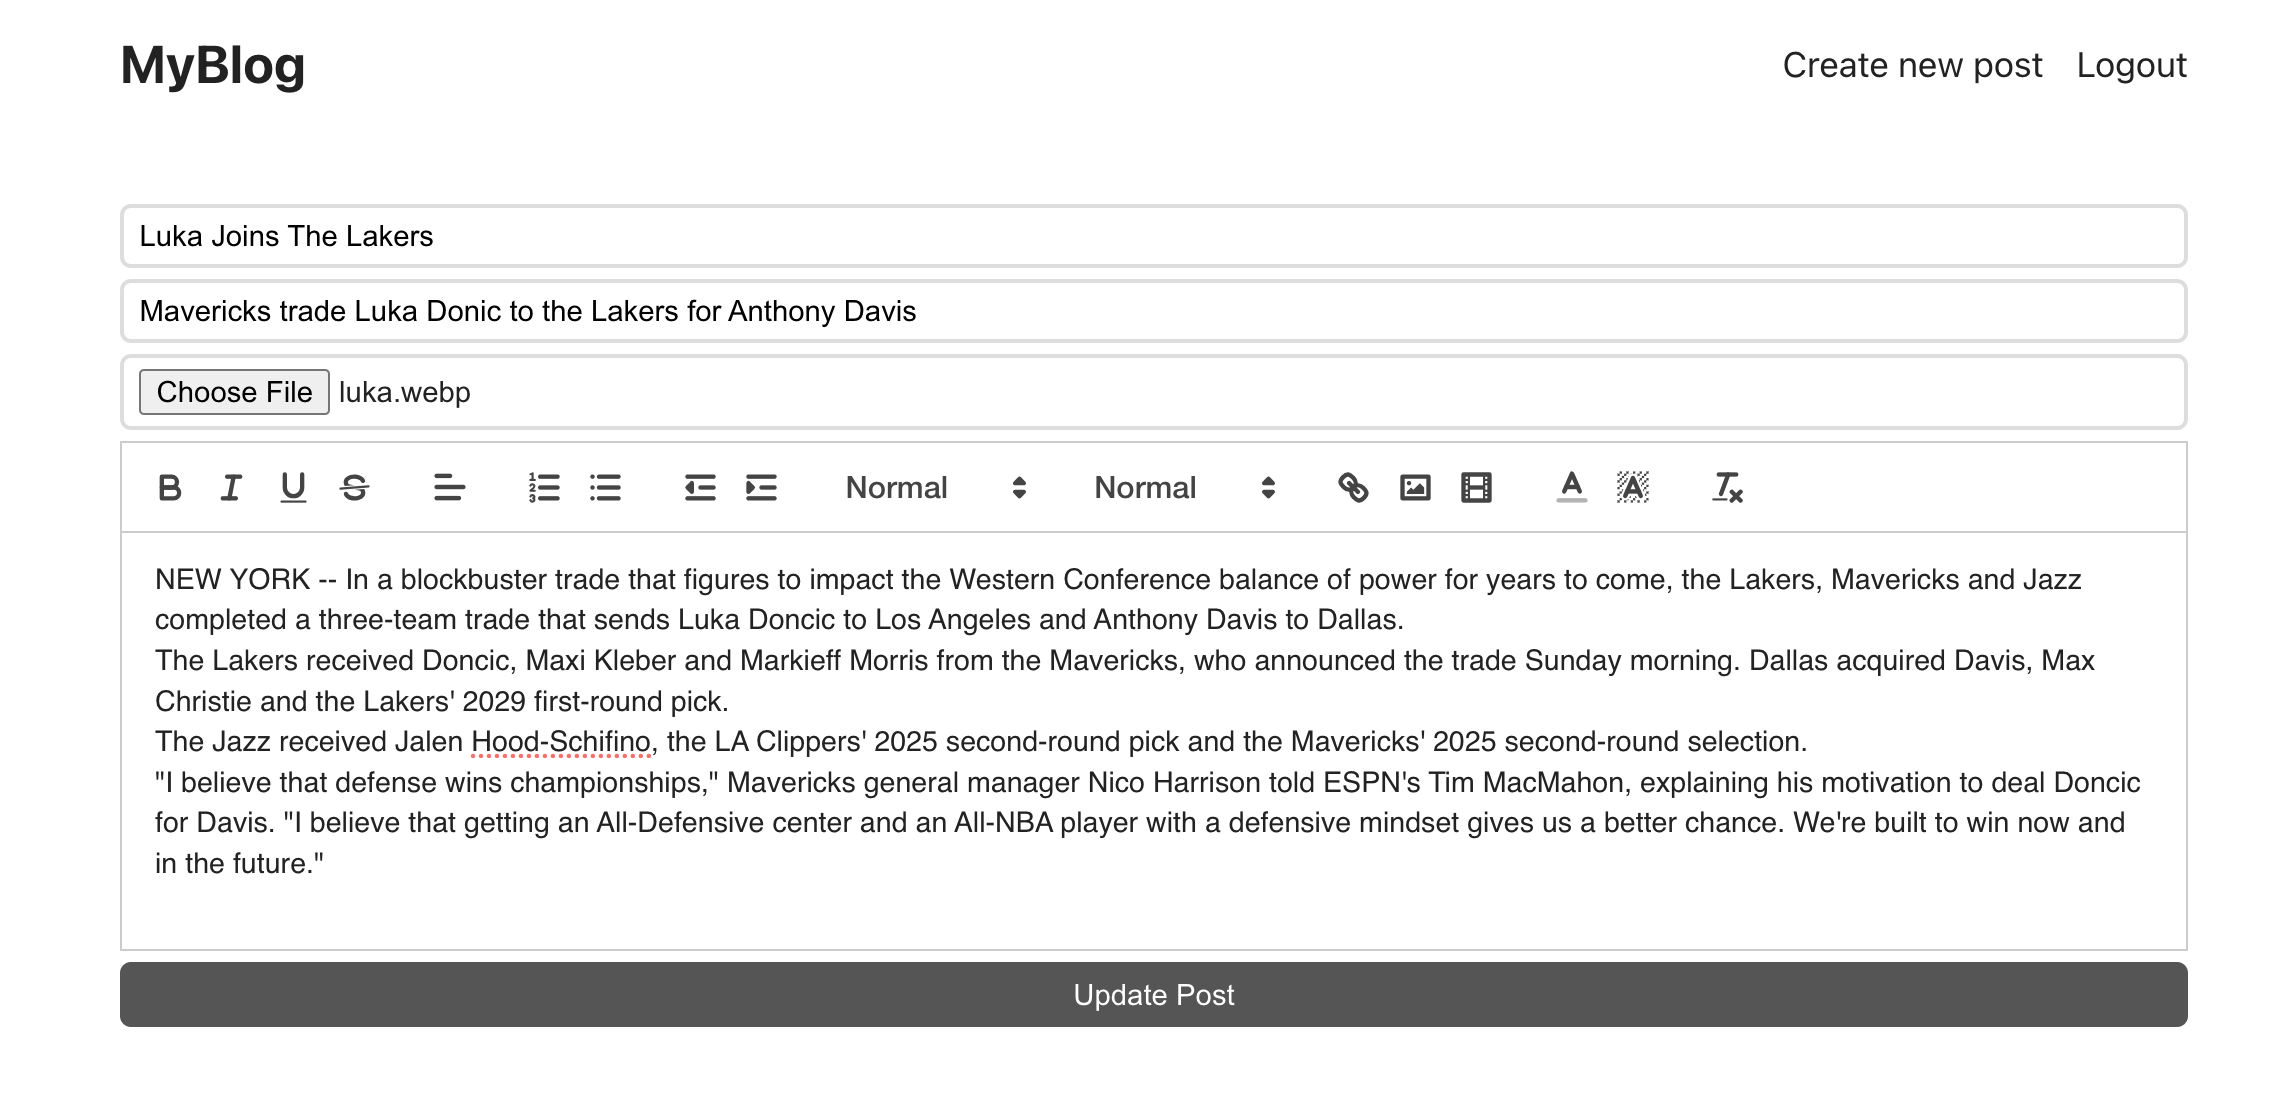 MyBlog
Create new post Logout
Luka Joins The Lakers
Mavericks trade Luka Donic to the Lakers for Anthony Davis
Choose File luka.webp
Normal Normal
NEW YORK -- In a blockbuster trade that figures to impact the Western Conference balance of power for years to come, the Lakers, Mavericks and Jazz
completed a three-team trade that sends Luka Doncic to Los Angeles and Anthony Davis to Dallas.
The Lakers received Doncic, Maxi Kleber and Markieff Morris from the Mavericks, who announced the trade Sunday morning. Dallas acquired Davis, Max
Christie and the Lakers' 2029 first-round pick.
The Jazz received Jalen Hood-Schifino, the LA Clippers' 2025 second-round pick and the Mavericks' 2025 second-round selection.
"I believe that defense wins championships," Mavericks general manager Nico Harrison told ESPN's Tim MacMahon, explaining his motivation to deal Doncic
for Davis. "I believe that getting an All-Defensive center and an All-NBA player with a defensive mindset gives us a better chance. We're built to win now and
in the future."
Update Post